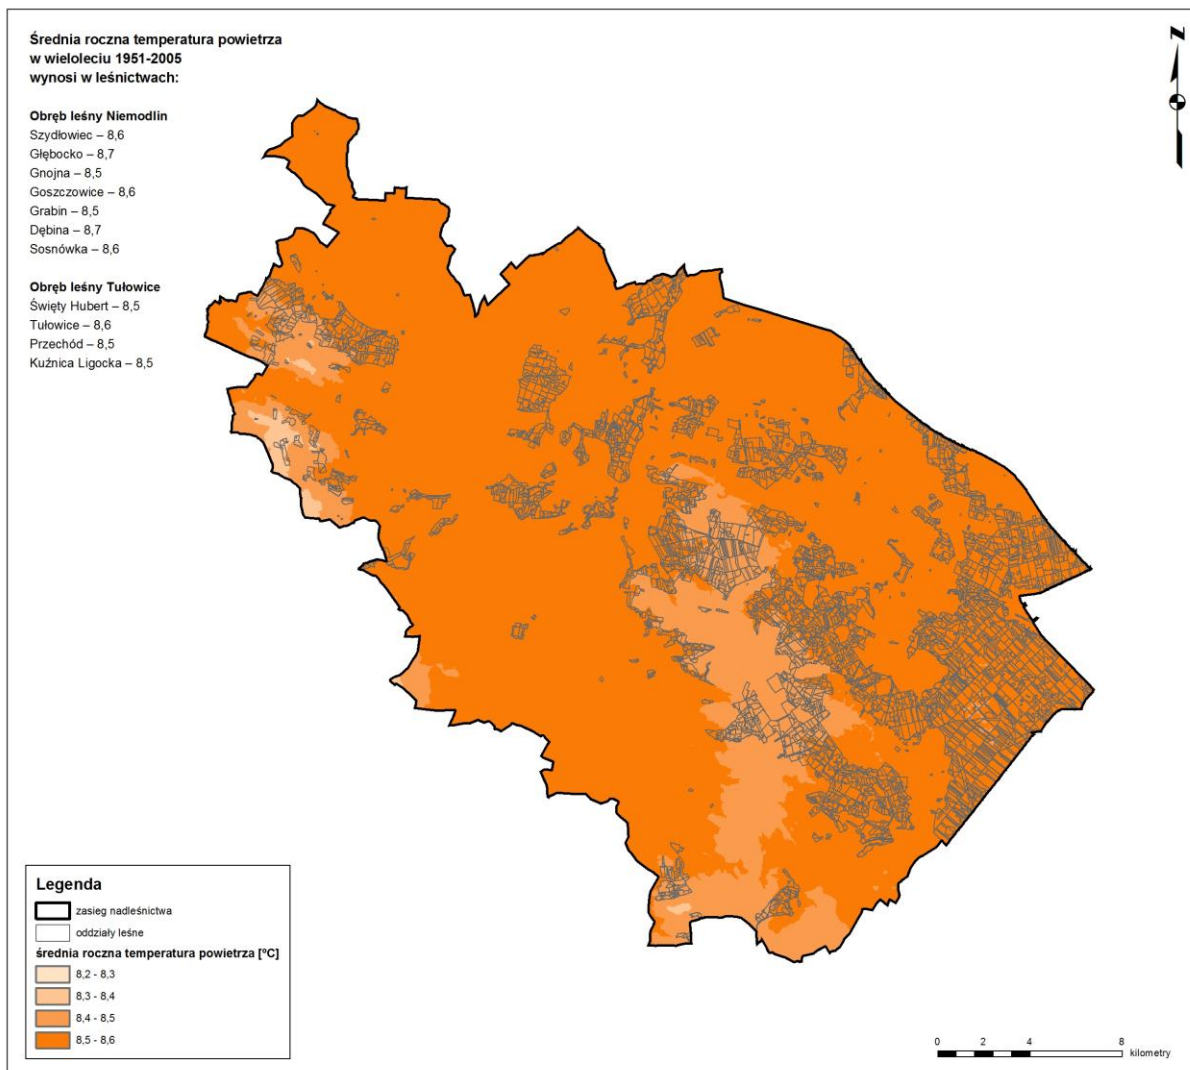 Średnia roczna temperatura powietrza
w wieloleciu 1951-2005
wynosi w leśnictwach:
Obręb leśny Niemodlin
Szydłowiec – 8,6
Głębocko – 8,7
Gnojna – 8,5
Goszczowice – 8,6
Grabin – 8,5
Dębina – 8,7
Sosnówka – 8,6
Obręb leśny Tułowice
Święty Hubert – 8,5
Tułowice – 8,6
Przechód – 8,5
Kuźnica Ligocka – 8,5
N
Legenda
zasięg nadleśnictwa
oddziały leśne
średnia roczna temperatura powietrza [ºC]
8,2 - 8,3
8,3 - 8,4
8,4 - 8,5
8,5 - 8,6
0 2 4 8
kilometry